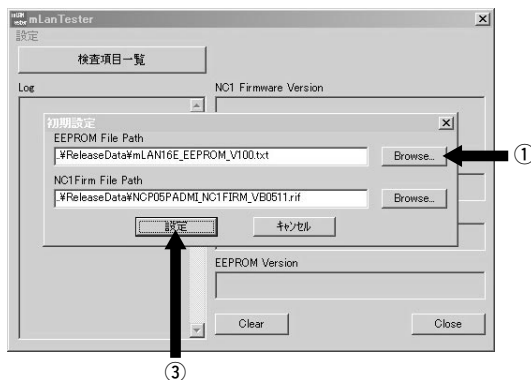 mLanTester
設定
検査項目一覧
Log
NC1 Firmware Version
初期設定
EEPROM File Path
.¥ReleaseData¥mLAN16E_EEPROM_V100.txt
Browse...
①
NC1Firm File Path
.¥ReleaseData¥NCP05PADMI_NC1FIRM_VB0511.rif
Browse...
設定
キャンセル
EEPROM Version
Clear
Close
③